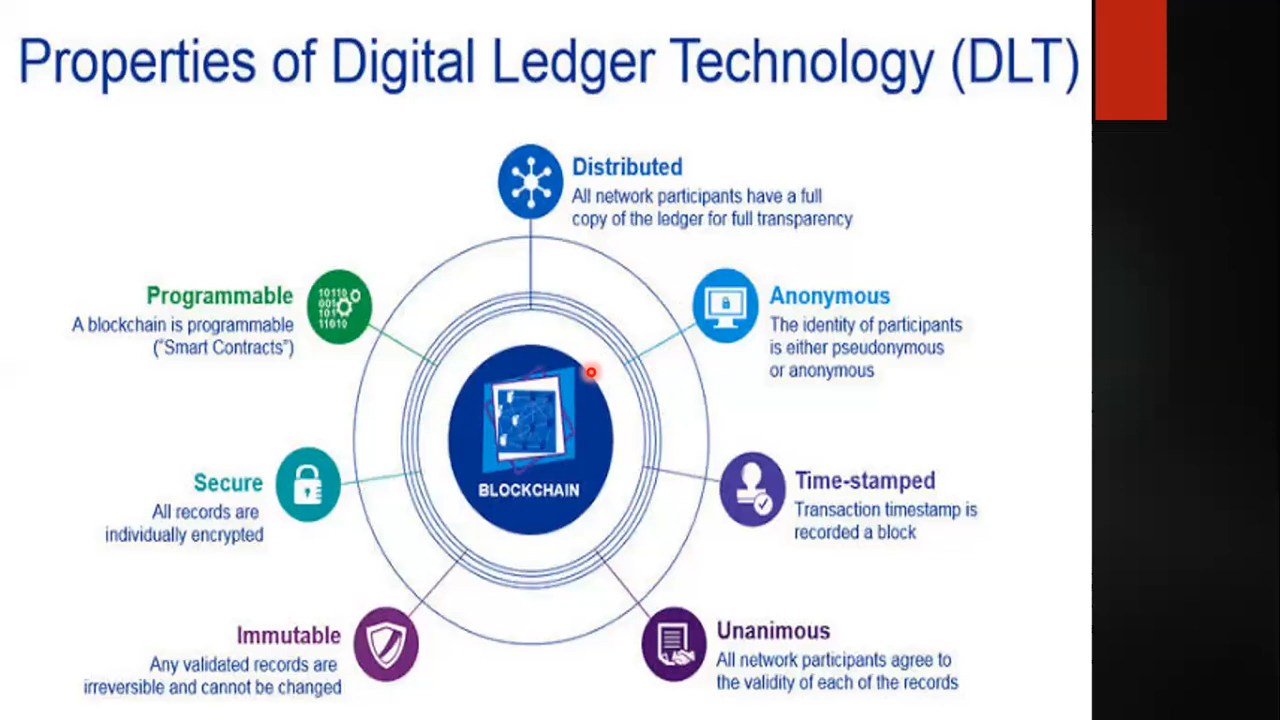 Properties of Digital Ledger Technology (DLT)
Distributed
All network participants have a full
copy of the ledger for full transparency
Programmable
A blockchain is programmable
(“Smart Contracts”)
Anonymous
The identity of participants
is either pseudonymous
or anonymous
BLOCKCHAIN
Secure
All records are
individually encrypted
Time-stamped
Transaction timestamp is
recorded a block
Immutable
Any validated records are
irreversible and cannot be changed
Unanimous
All network participants agree to
the validity of each of the records